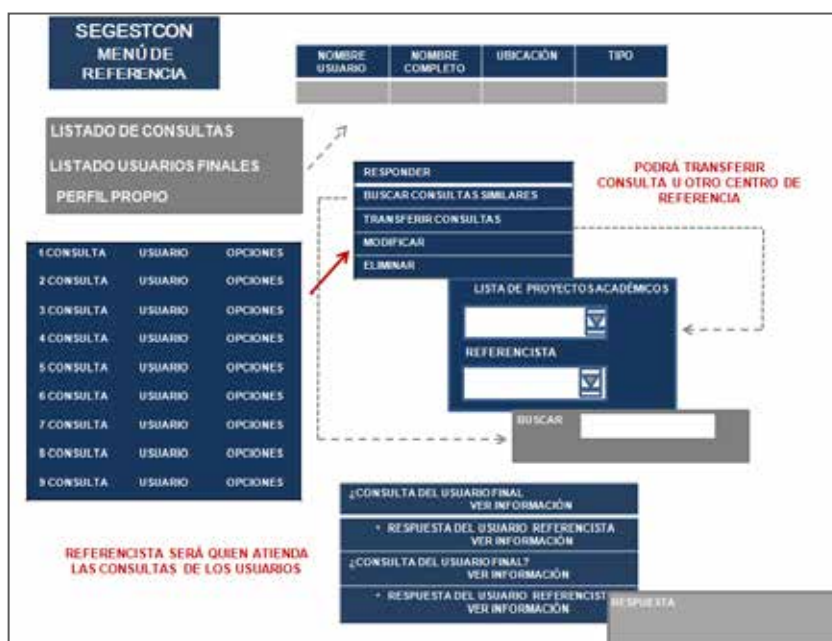 SEGESTCON
MENÚ DE
REFERENCIA
NOMBRE USUARIO NOMBRE COMPLETO UBICACIÓN TIPO
LISTADO DE CONSULTAS
LISTADO USUARIOS FINALES
PERFIL PROPIO
RESPONDER
BUSCAR CONSULTAS SIMILARES
TRANSFERIR CONSULTAS
MODIFICAR
ELIMINAR
PODRÁ TRANSFERIR
CONSULTA U OTRO CENTRO DE
REFERENCIA
1 CONSULTA USUARIO OPCIONES
2 CONSULTA USUARIO OPCIONES
3 CONSULTA USUARIO OPCIONES
4 CONSULTA USUARIO OPCIONES
5 CONSULTA USUARIO OPCIONES
6 CONSULTA USUARIO OPCIONES
7 CONSULTA USUARIO OPCIONES
8 CONSULTA USUARIO OPCIONES
9 CONSULTA USUARIO OPCIONES
LISTA DE PROYECTOS ACADÉMICOS
REFERENCISTA
BUSCAR
¿CONSULTA DEL USUARIO FINAL
VER INFORMACIÓN
• RESPUESTA DEL USUARIO REFERENCISTA
VER INFORMACIÓN
¿CONSULTA DEL USUARIO FINAL?
VER INFORMACIÓN
• RESPUESTA DEL USUARIO REFERENCIST
VER INFORMACIÓN
RESPUESTA
REFERENCISTA SERÁ QUIEN ATIENDA
LAS CONSULTAS DE LOS USUARIOS